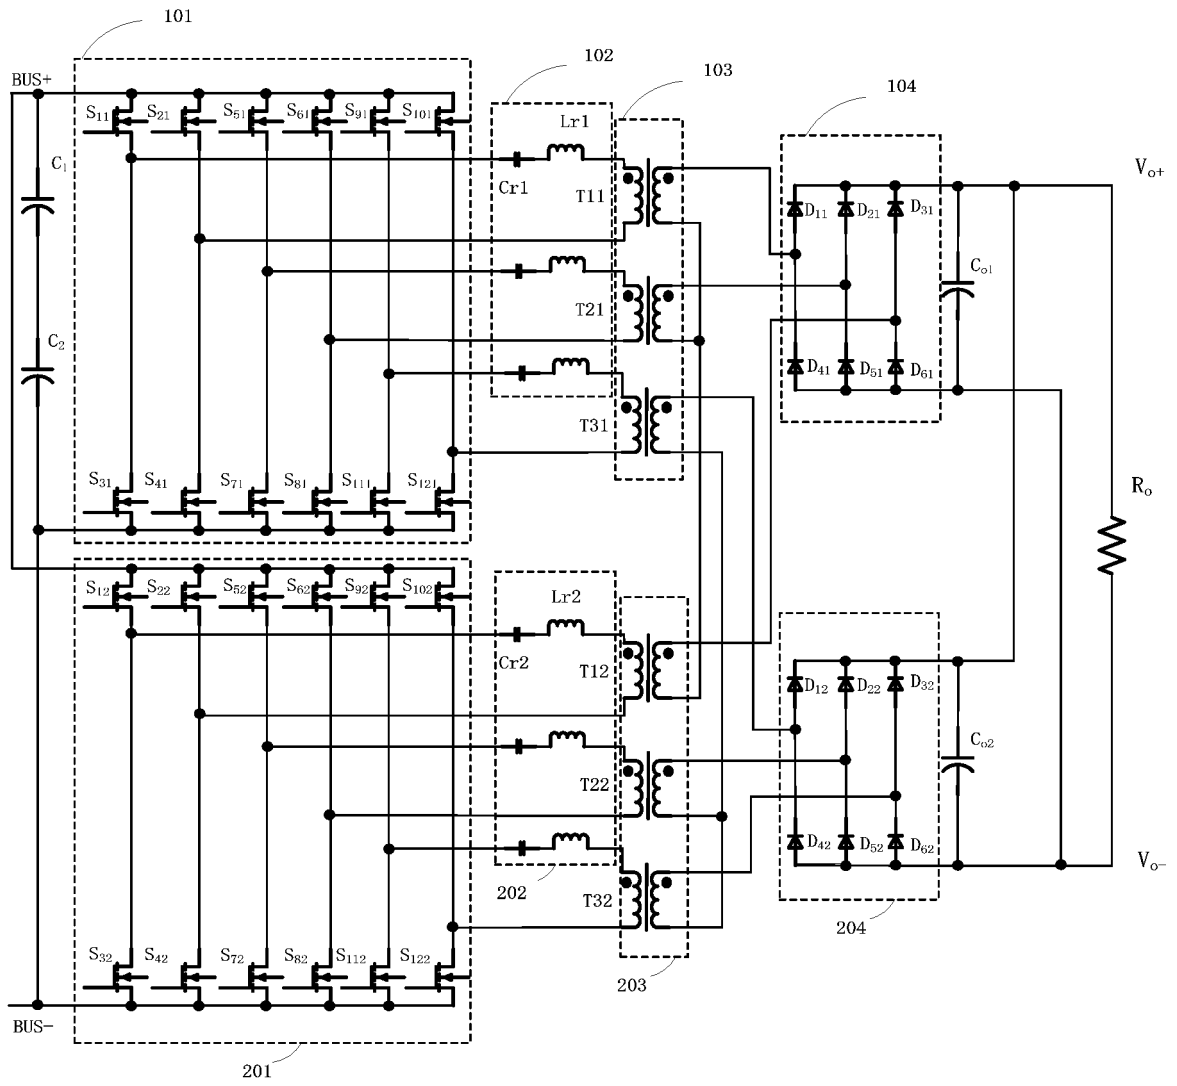 101
102
103
104
BUS+
S11 S21 S51 S61 S91 S101
C1
Lr1
Cr1
T11
Vo+
D11 D21 D31
Co1
T21
C2
D41 D51 D61
T31
S31 S41 S71 S81 S111 S121
Ro
S12 S22 S52 S62 S92 S102
Lr2
Cr2
T12
D12 D22 D32
Co2
T22
D42 D52 D62
Vo-
202
T32
204
S32 S42 S72 S82 S112 S122
203
BUS-
201